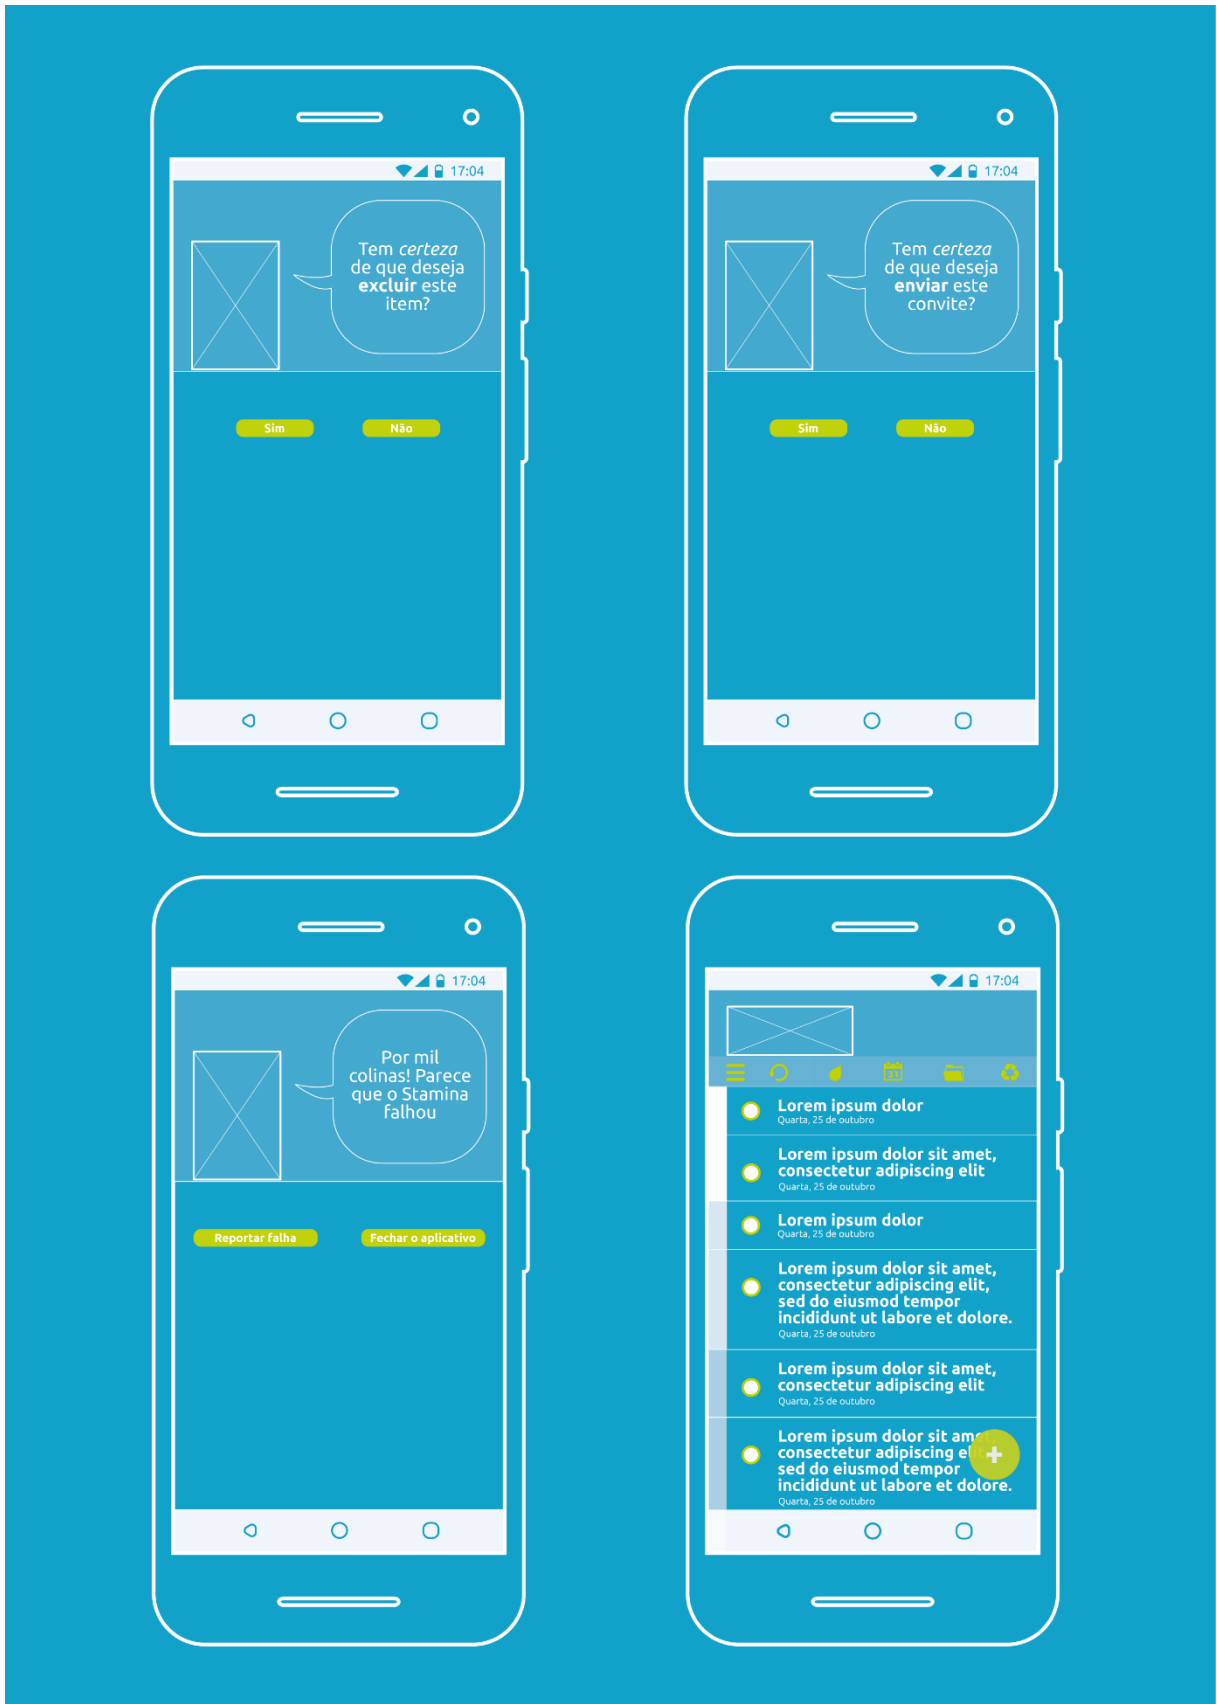 17:04
Tem certeza
de que deseja
excluir este
item?
Sim
Não
17:04
Tem certeza
de que deseja
enviar este
convite?
Sim
Não
17:04
Por mil
colinas! Parece
que o Stamina
falhou
Reportar falha
Fechar o aplicativo
17:04
Lorem ipsum dolor
Quarta, 25 de outubro
Lorem ipsum dolor sit amet,
consectetur adipiscing elit
Quarta, 25 de outubro
Lorem ipsum dolor
Quarta, 25 de outubro
Lorem ipsum dolor sit amet,
consectetur adipiscing elit,
sed do eiusmod tempor
incididunt ut labore et dolore.
Quarta, 25 de outubro
Lorem ipsum dolor sit amet,
consectetur adipiscing elit
Quarta, 25 de outubro
Lorem ipsum dolor sit amet,
consectetur adipiscing
sed do eiusmod tempor
incididunt ut labore et dolore.
Quarta, 25 de outubro